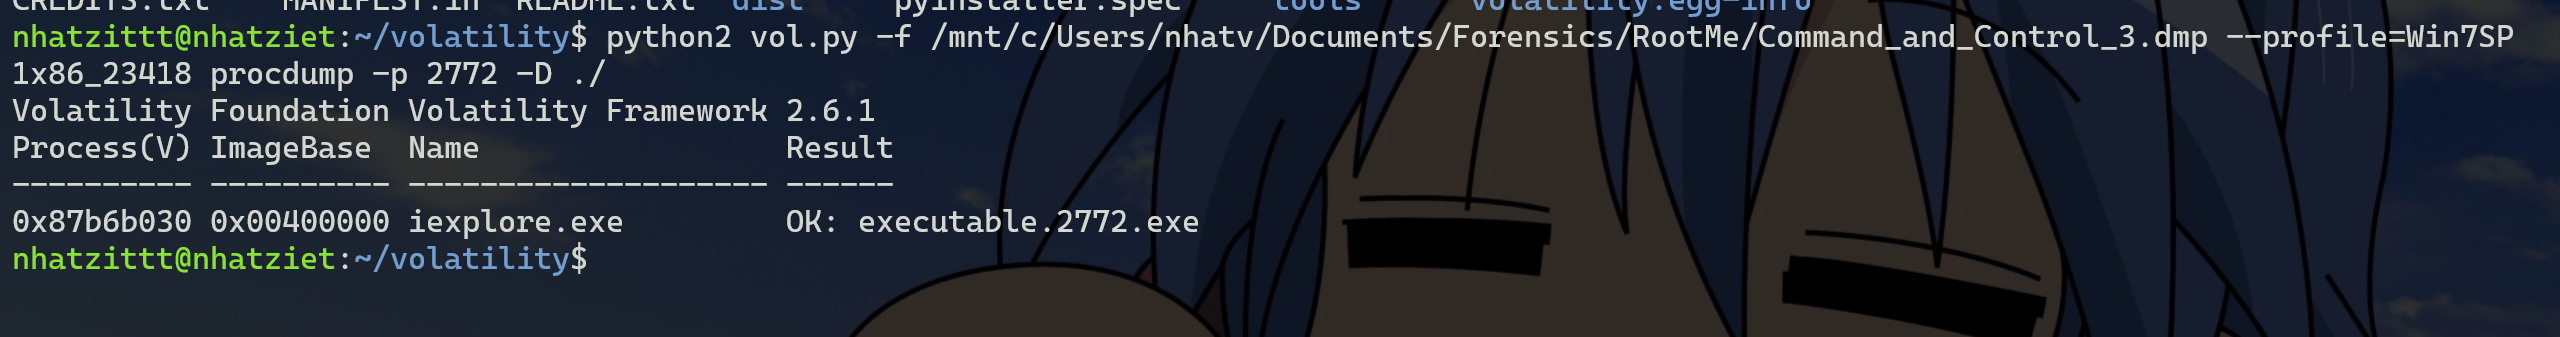 CREDITS.txt    MANIFEST.in  README.txt  dist     pyinstaller.spec     tools      volatility.egg-info
nhatzittt@nhatziet:~/volatility$ python2 vol.py -f /mnt/c/Users/nhatv/Documents/Forensics/RootMe/Command_and_Control_3.dmp --profile=Win7SP
1x86_23418 procdump -p 2772 -D ./
Volatility Foundation Volatility Framework 2.6.1
Process(V) ImageBase  Name                 Result
---------- ---------- -------------------- ------
0x87b6b030 0x00400000 iexplore.exe         OK: executable.2772.exe
nhatzittt@nhatziet:~/volatility$